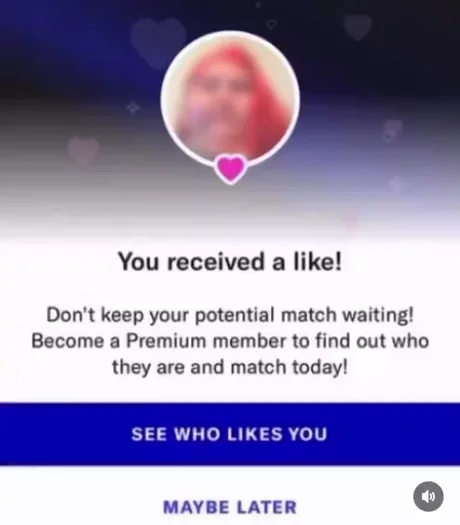 You received a like!
Don't keep your potential match waiting!
Become a Premium member to find out who
they are and match today!
SEE WHO LIKES YOU
MAYBE LATER